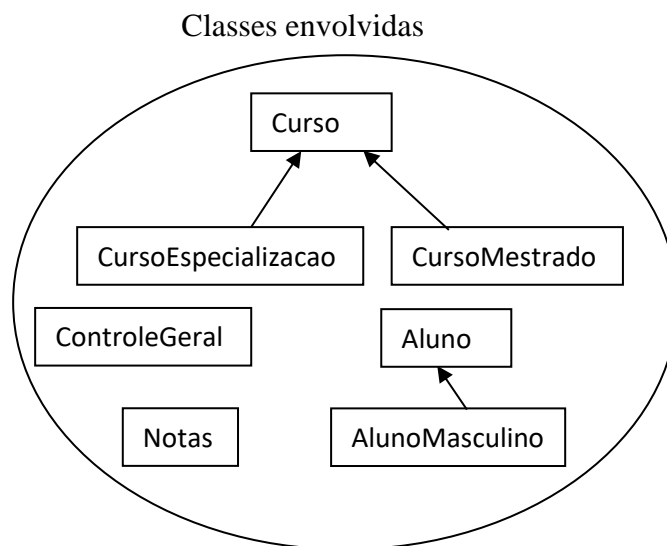 Classes envolvidas
Curso
CursoEspecializacao
CursoMestrado
ControleGeral
Aluno
Notas
AlunoMasculino